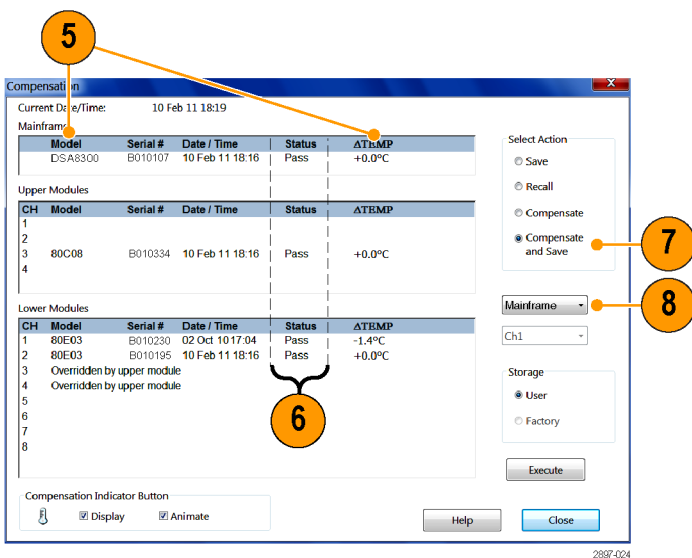 5
Compensation
Current Date/Time: 10 Feb 11 18:19
Mainframe
Model Serial # Date / Time Status ΔTEMP
DSA8300 B010107 10 Feb 11 18:16 Pass +0.0ºC
Upper Modules
CH Model Serial # Date / Time Status ΔTEMP
1
2
3 80C08 B010334 10 Feb 11 18:16 Pass +0.0ºC
4
Lower Modules
CH Model Serial # Date / Time Status ΔTEMP
1 80E03 B010230 02 Oct 10 17:04 Pass -1.4ºC
2 80E03 B010195 10 Feb 11 18:16 Pass +0.0ºC
3 Overridden by upper module
4 Overridden by upper module
5
6
7
8
6
Compensation Indicator Button
Display Animate
Select Action
Save
Recall
Compensate
Compensate
and Save
7
Mainframe
8
Ch1
Storage
User
Factory
Execute
Help Close
2897-024